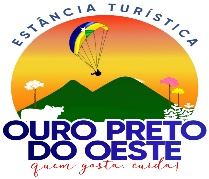 ESTÂNCIA TURÍSTICA
OURO PRETO
DO OESTE
quem gosta, cuida!